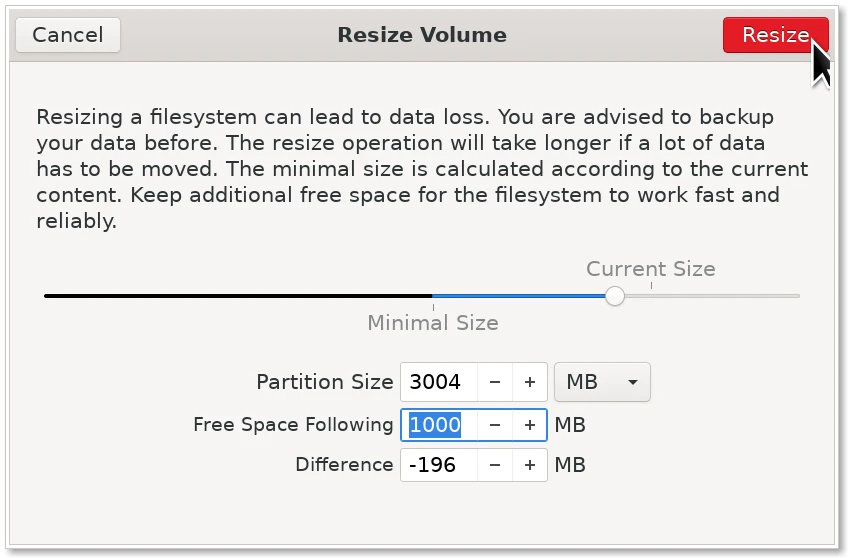 Cancel
Resize Volume
Resize
Resizing a filesystem can lead to data loss. You are advised to backup
your data before. The resize operation will take longer if a lot of data
has to be moved. The minimal size is calculated according to the current
content. Keep additional free space for the filesystem to work fast and
reliably.
Current Size
Minimal Size
Partition Size 3004 − + MB
Free Space Following 1000 − + MB
Difference -196 − + MB